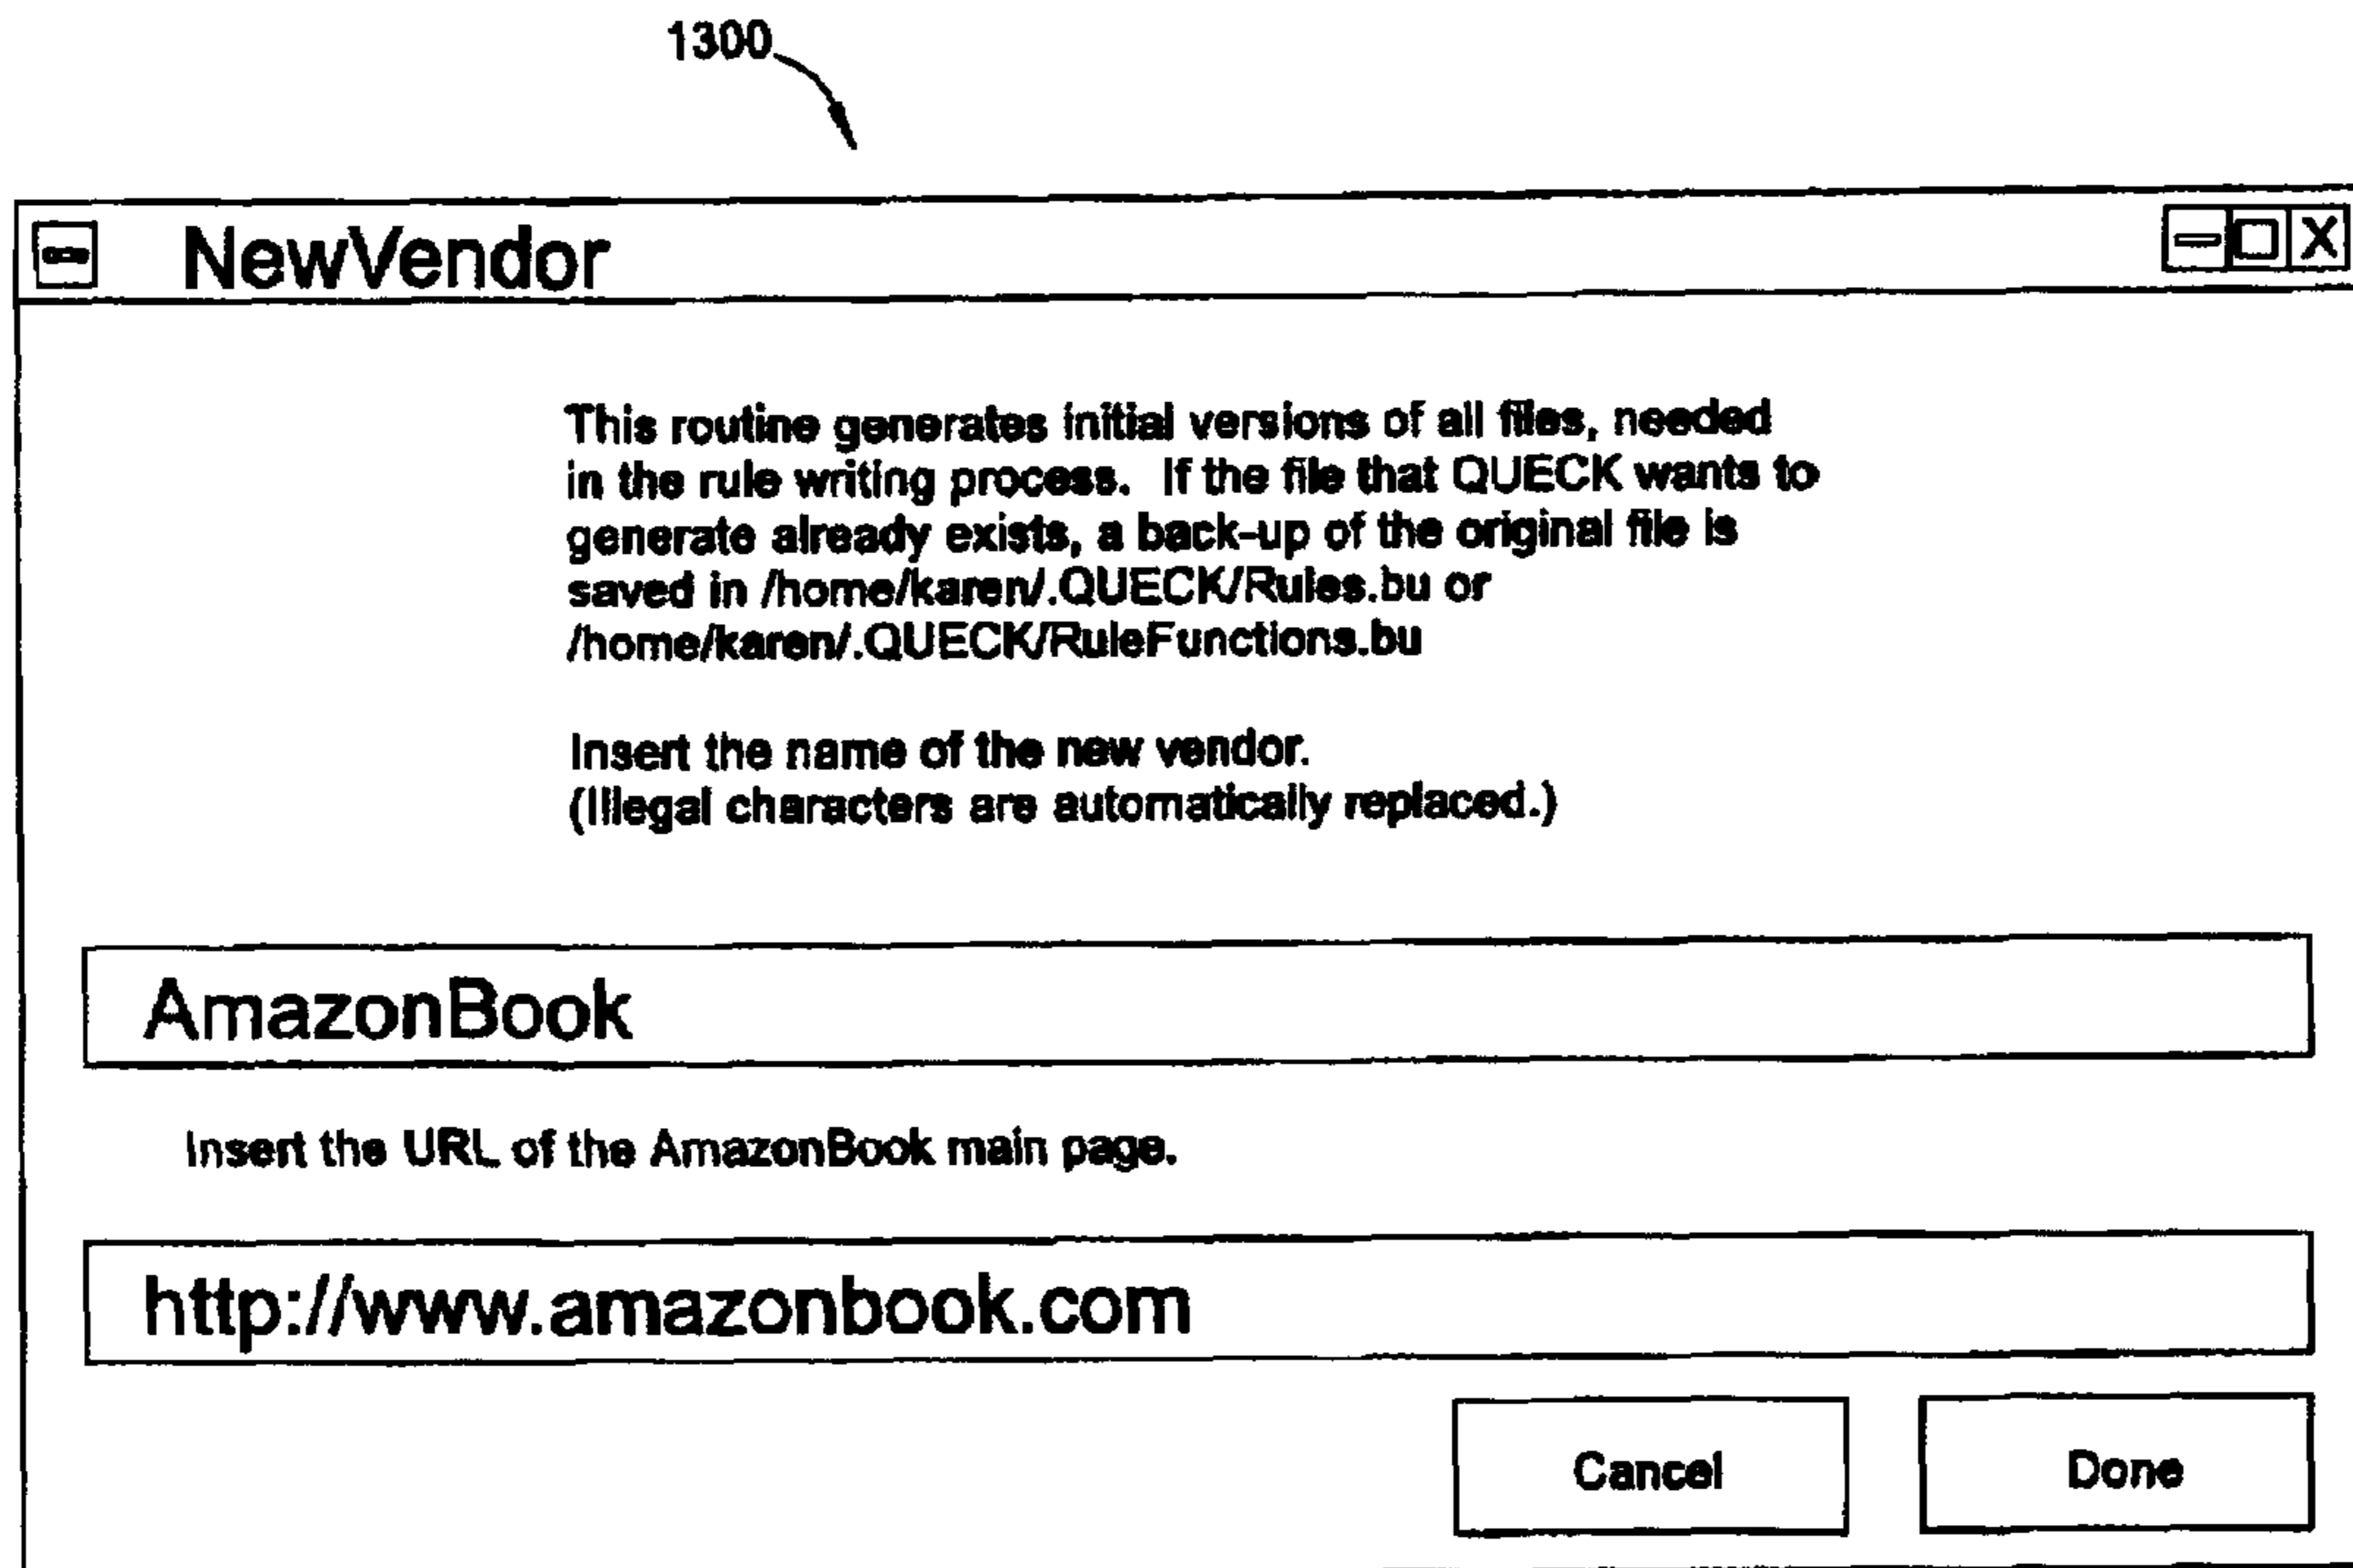 1300
NewVendor
This routine generates initial versions of all files, needed
in the rule writing process. If the file that QUECK wants to
generate already exists, a back-up of the original file is
saved in /home/karen/.QUECK/Rules.bu or
/home/karen/.QUECK/RuleFunctions.bu
Insert the name of the new vendor.
(Illegal characters are automatically replaced.)
AmazonBook
Insert the URL of the AmazonBook main page.
http://www.amazonbook.com
Cancel Done